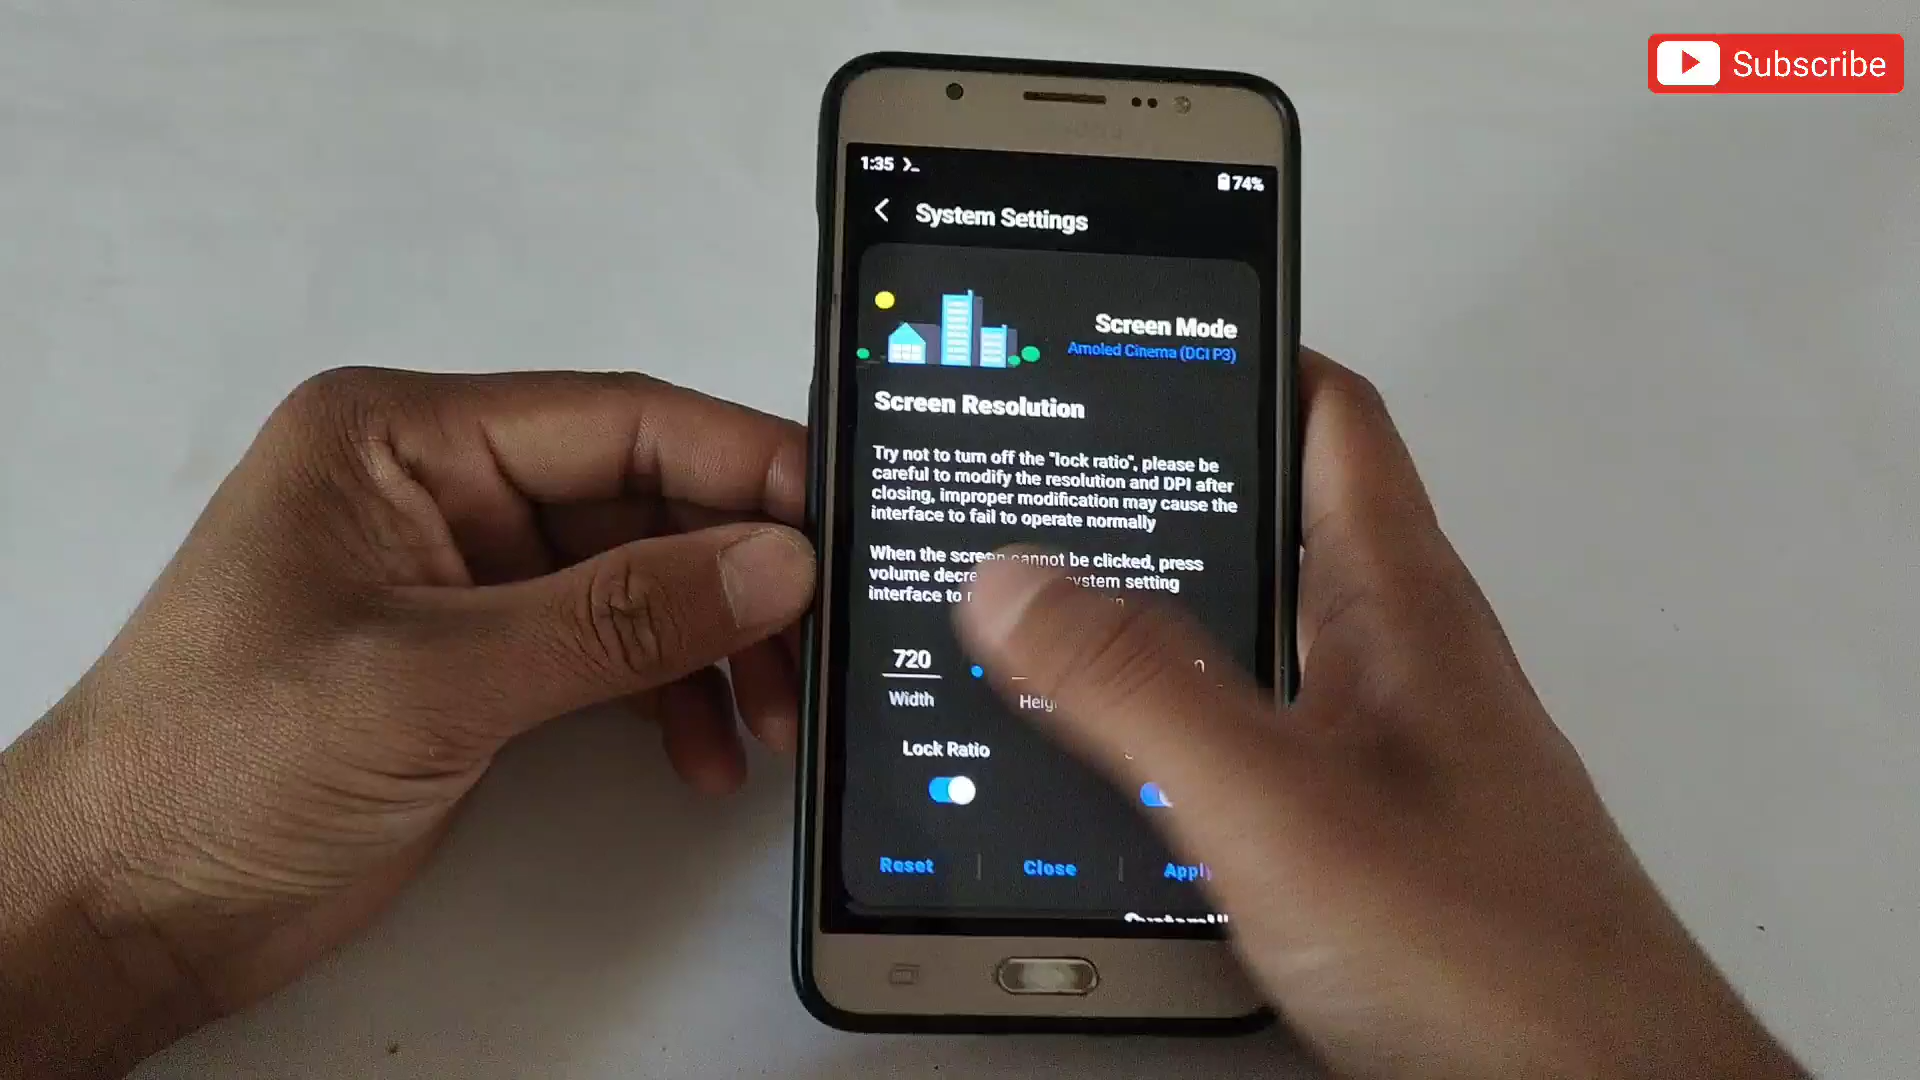 Subscribe
1:35
74%
System Settings
Screen Mode
Amoled Cinema (DCI P3)
Screen Resolution
Try not to turn off the "lock ratio", please be
careful to modify the resolution and DPI after
closing, improper modification may cause the
interface to fail to operate normally
When the screen cannot be clicked, press
volume system setting
interface to
720
Width
Lock Ratio
Reset
Close
Apply